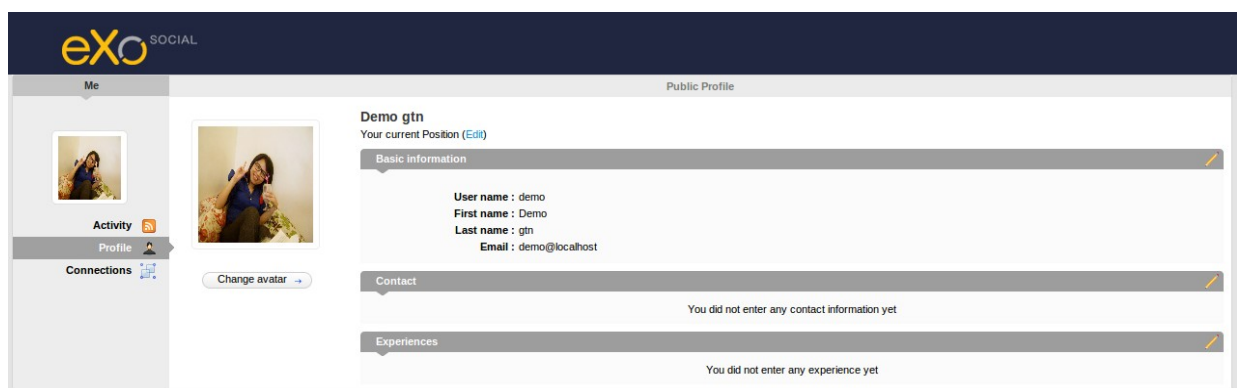 eXo SOCIAL
Me
Public Profile
Activity
Profile
Connections
Change avatar →
Demo gtn
Your current Position (Edit)
Basic information
User name : demo
First name : Demo
Last name : gtn
Email : demo@localhost
Contact
You did not enter any contact information yet
Experiences
You did not enter any experience yet